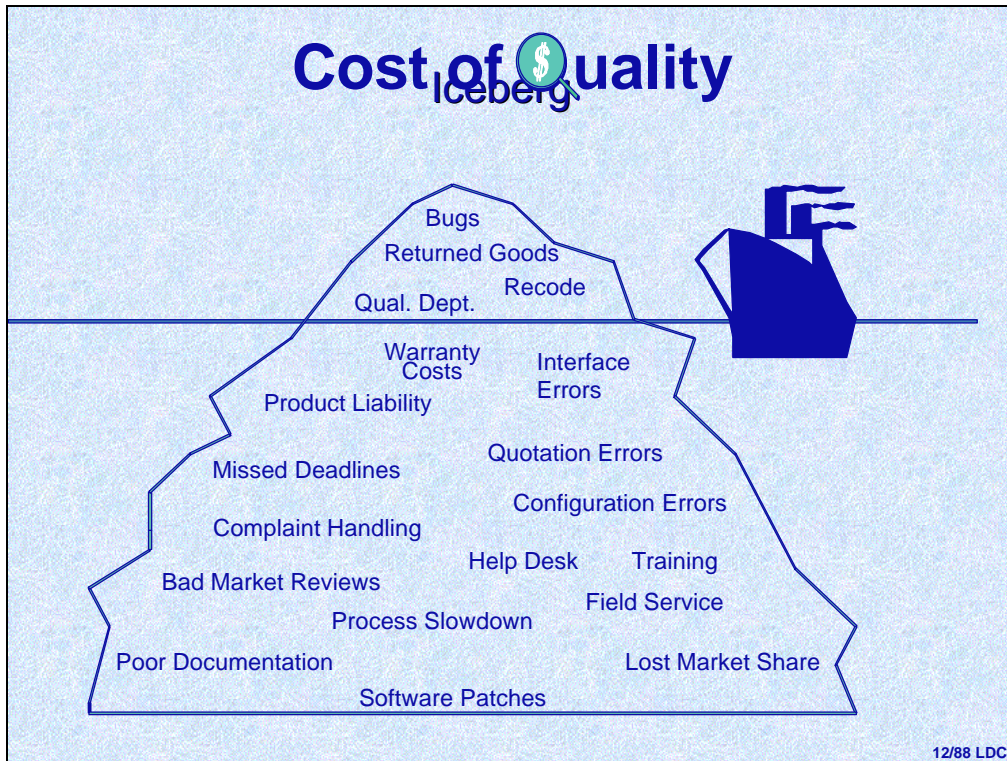 Cost of $uality
Iceberg
Bugs
Returned Goods
Recode
Qual. Dept.
Warranty
Costs
Interface
Errors
Product Liability
Quotation Errors
Missed Deadlines
Configuration Errors
Complaint Handling
Help Desk
Training
Bad Market Reviews
Field Service
Process Slowdown
Poor Documentation
Lost Market Share
Software Patches
12/88 LDC